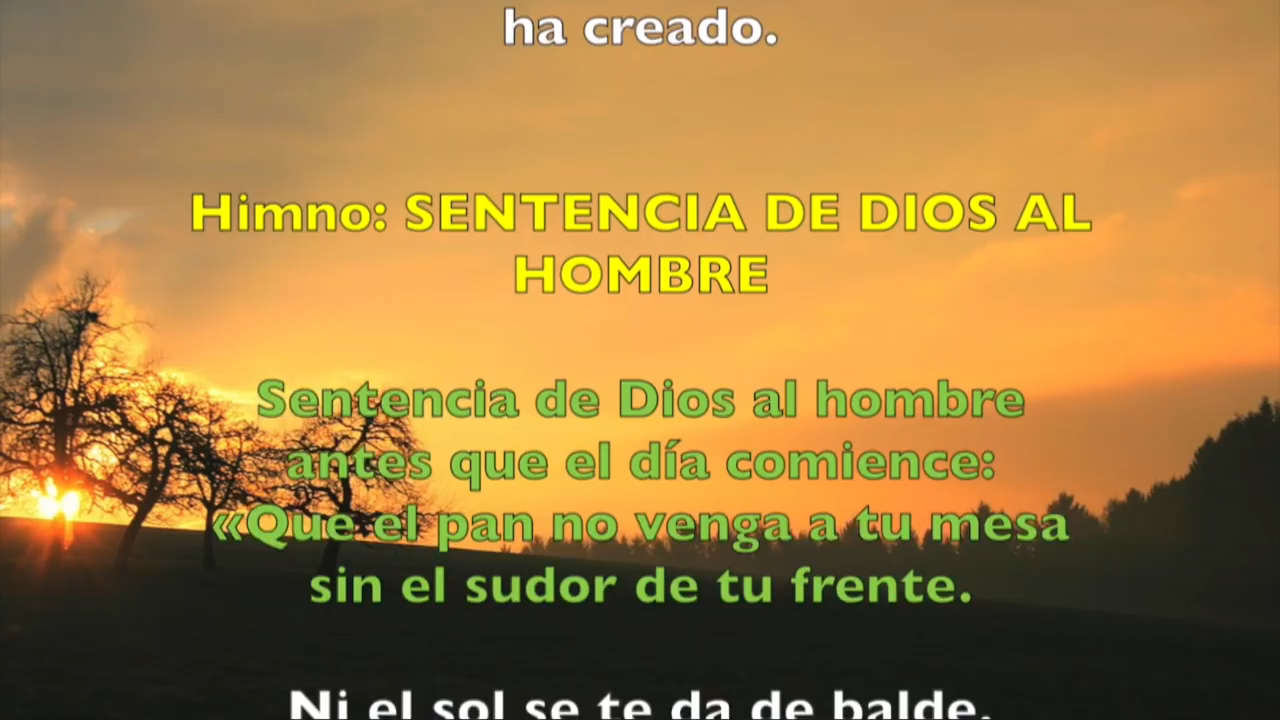 ha creado.
Himno: SENTENCIA DE DIOS AL
HOMBRE
Sentencia de Dios al hombre
antes que el día comience:
«Que el pan no venga a tu mesa
sin el sudor de tu frente.
Ni el sol se te da de balde,